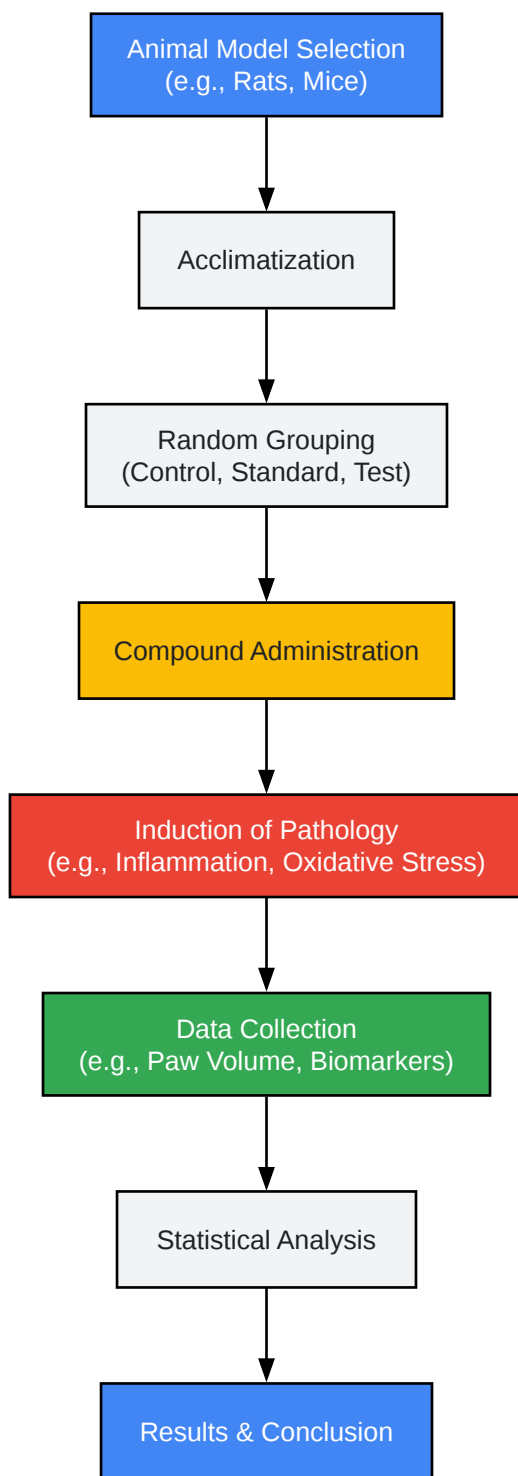 Animal Model Selection
(e.g., Rats, Mice)
Acclimatization
Random Grouping
(Control, Standard, Test)
Compound Administration
Induction of Pathology
(e.g., Inflammation, Oxidative Stress)
Data Collection
(e.g., Paw Volume, Biomarkers)
Statistical Analysis
Results & Conclusion